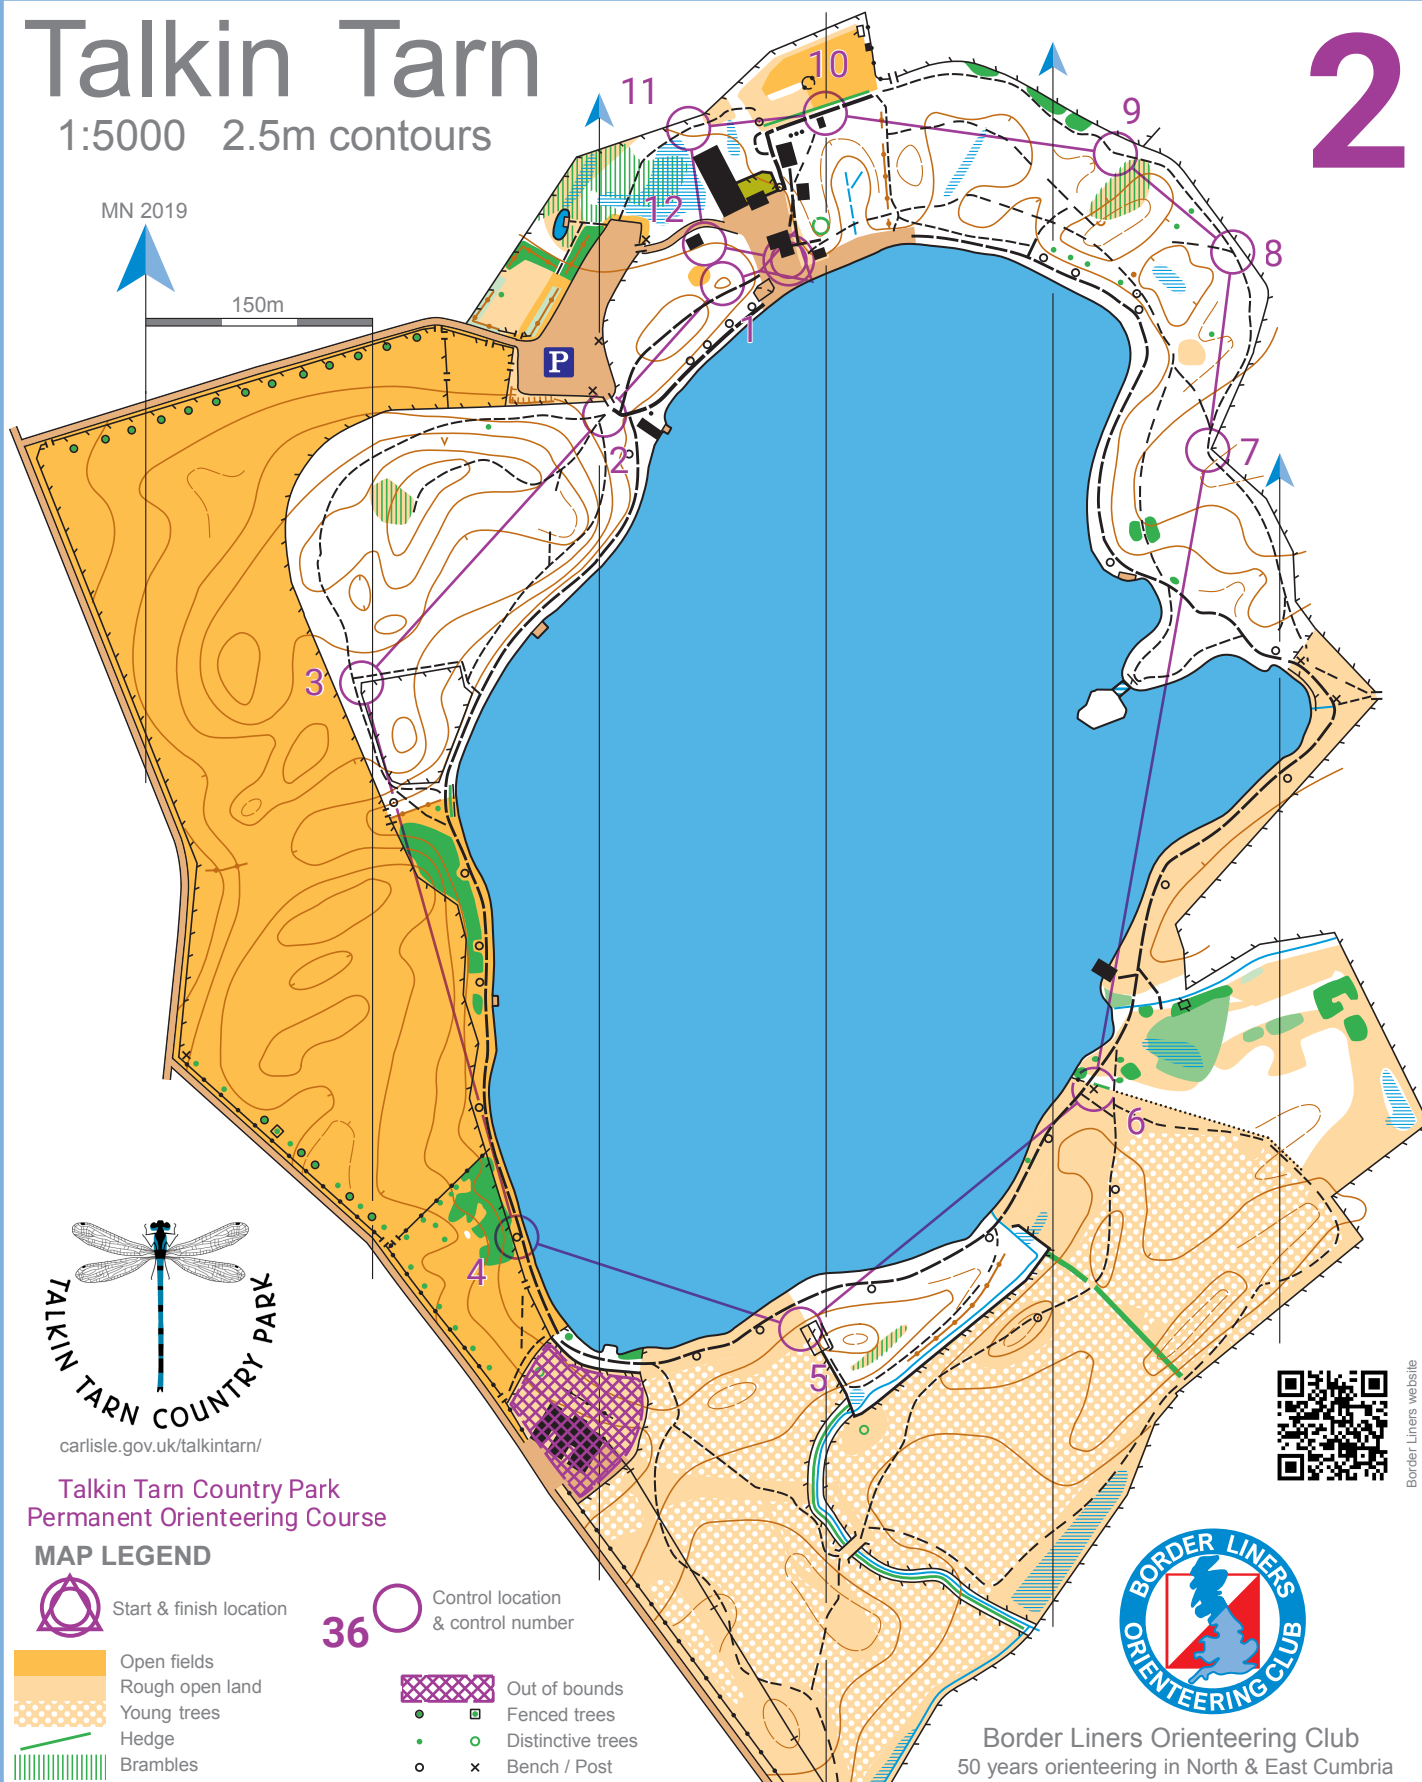 Talkin Tarn
1:5000 2.5m contours
2
MN 2019
150m
10
11
9
12
8
1
P
2
7
3
6
4
5
TALKIN TARN COUNTRY PARK
carlisle.gov.uk/talkintarn/
Border Liners website
Talkin Tarn Country Park
Permanent Orienteering Course
MAP LEGEND
Start & finish location
36
Control location
& control number
Open fields
Rough open land
Young trees
Hedge
Brambles
Out of bounds
Fenced trees
Distinctive trees
Bench / Post
BORDER LINERS
ORIENTEERING CLUB
Border Liners Orienteering Club
50 years orienteering in North & East Cumbria